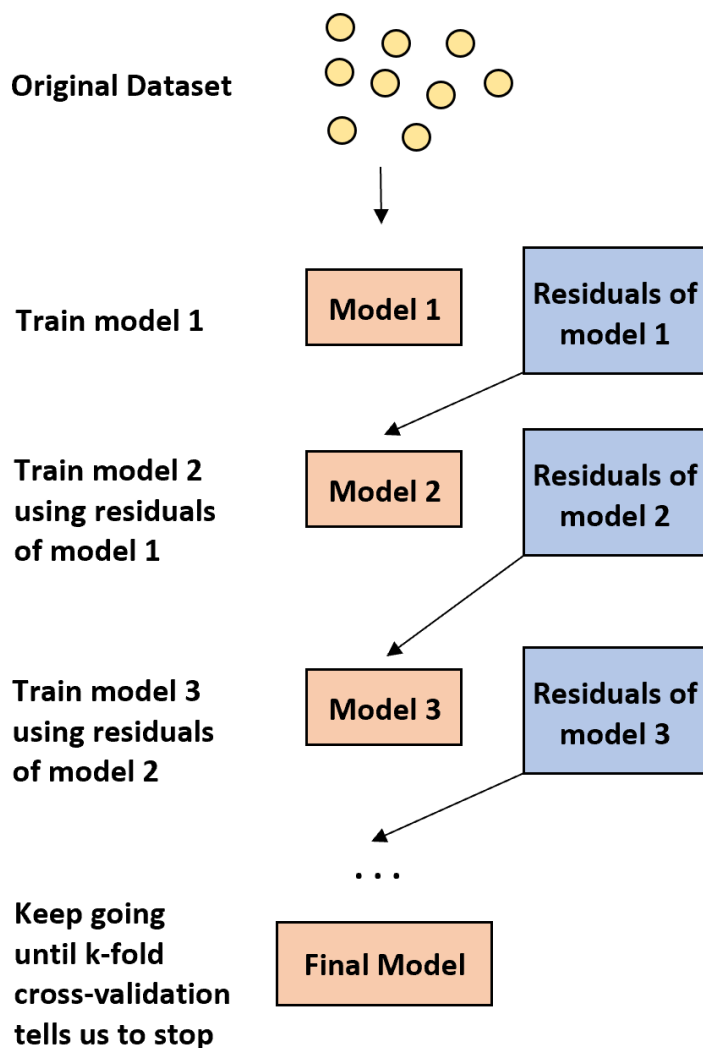 Original Dataset
Train model 1
Model 1
Residuals of
model 1
Train model 2
using residuals
of model 1
Model 2
Residuals of
model 2
Train model 3
using residuals
of model 2
Model 3
Residuals of
model 3
. . .
Keep going
until k-fold
cross-validation
tells us to stop
Final Model